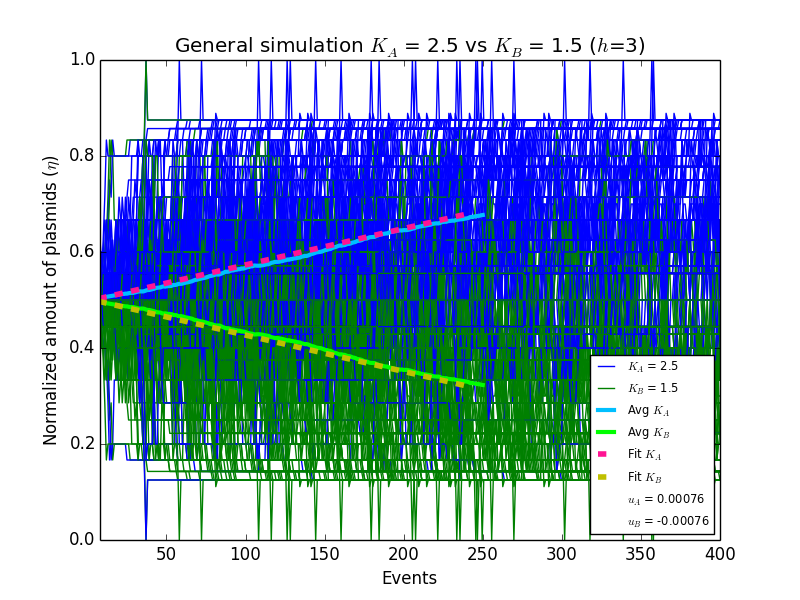 General simulation K_A = 2.5 vs K_B = 1.5 (h=3)
Normalized amount of plasmids (η)
1.0
0.8
0.6
0.4
0.2
0.0
50 100 150 200 250 300 350 400
Events
K_A = 2.5
K_B = 1.5
Avg K_A
Avg K_B
Fit K_A
Fit K_B
u_A = 0.00076
u_B = -0.00076